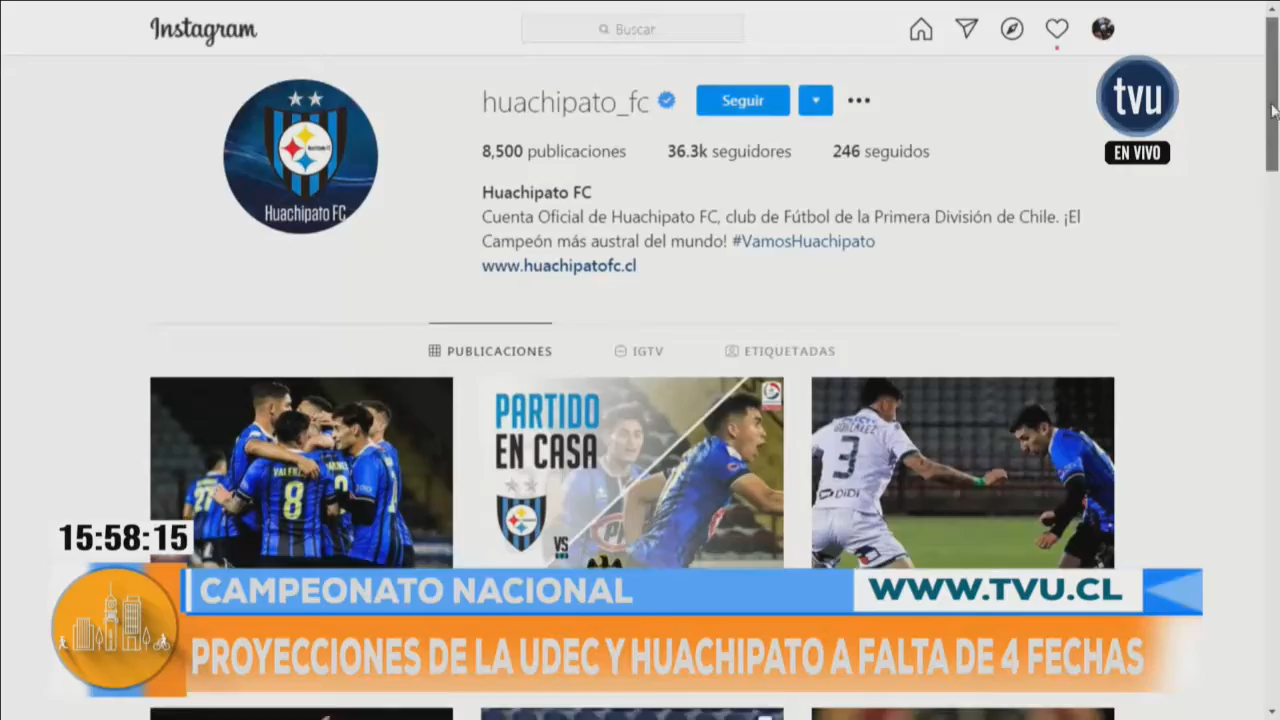 Instagram
Buscar
huachipato_fc
Seguir
8,500 publicaciones
36.3k seguidores
246 seguidos
tvu
EN VIVO
Huachipato FC
Huachipato FC
Cuenta Oficial de Huachipato FC, club de Fútbol de la Primera División de Chile. ¡El
Campeón más austral del mundo! #VamosHuachipato
www.huachipatofc.cl
PUBLICACIONES
IGTV
ETIQUETADAS
PARTIDO
EN CASA
VS
8
27
GONZALEZ
3
DIDI
15:58:15
CAMPEONATO NACIONAL
WWW.TVU.CL
PROYECCIONES DE LA UDEC Y HUACHIPATO A FALTA DE 4 FECHAS